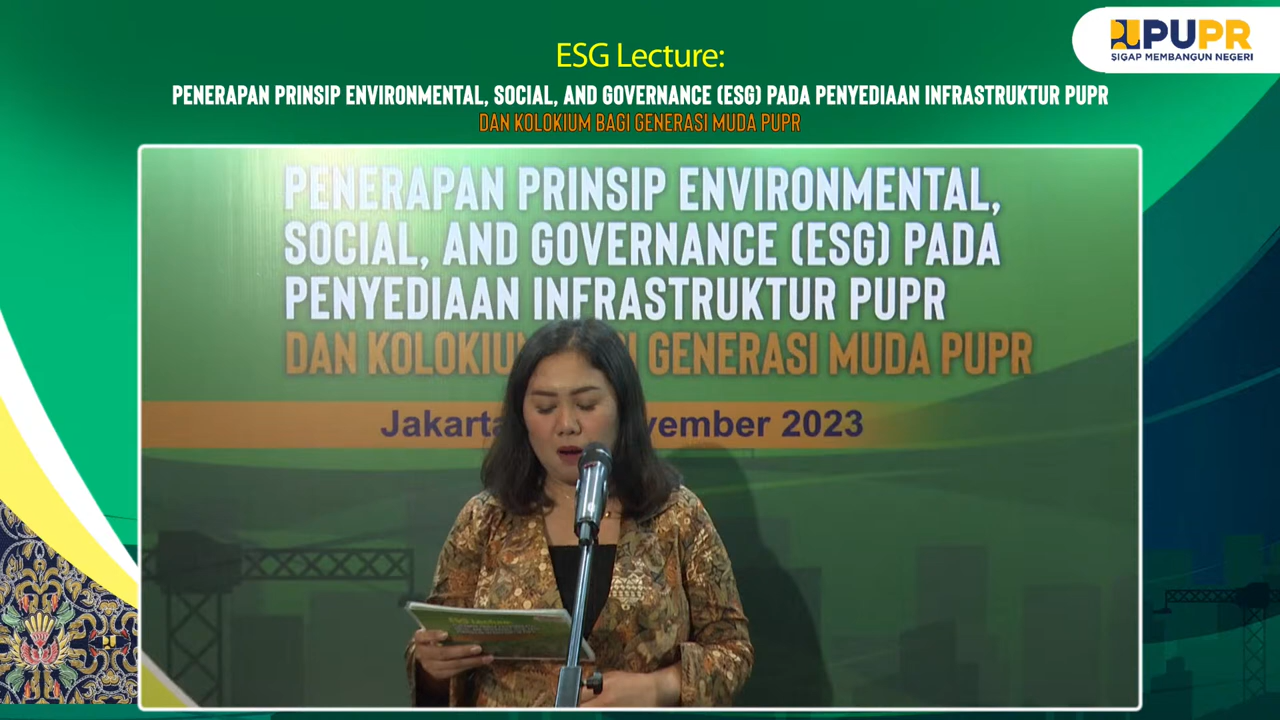 PUPR
SIGAP MEMBANGUN NEGERI
ESG Lecture:
PENERAPAN PRINSIP ENVIRONMENTAL, SOCIAL, AND GOVERNANCE (ESG) PADA PENYEDIAAN INFRASTRUKTUR PUPR
DAN KOLOKIUM BAGI GENERASI MUDA PUPR
PENERAPAN PRINSIP ENVIRONMENTAL,
SOCIAL, AND GOVERNANCE (ESG) PADA
PENYEDIAAN INFRASTRUKTUR PUPR
DAN GENERASI MUDA PUPR
Jakarta 2023
ESG Lecture: